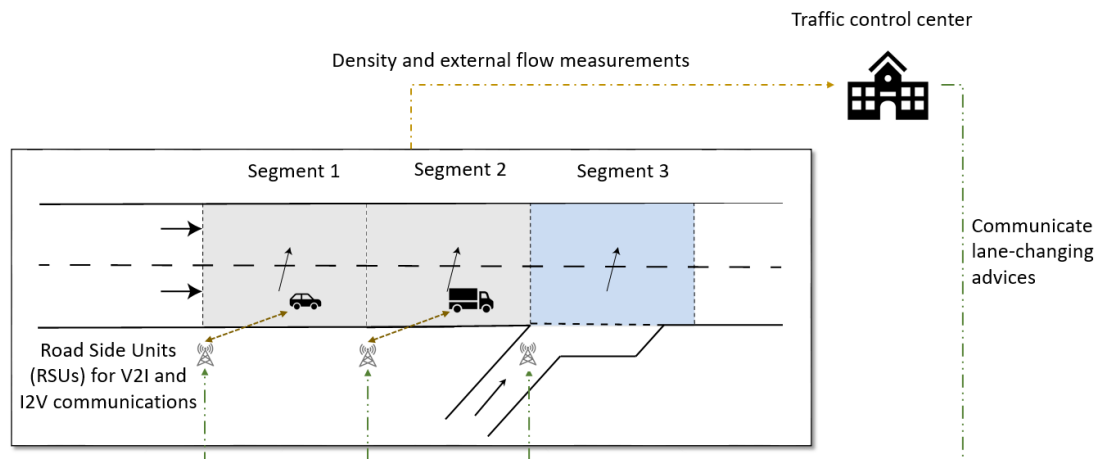 Traffic control center
Density and external flow measurements
Segment 1
Segment 2
Segment 3
Communicate
lane-changing
advices
Road Side Units
(RSUs) for V2I and
I2V communications